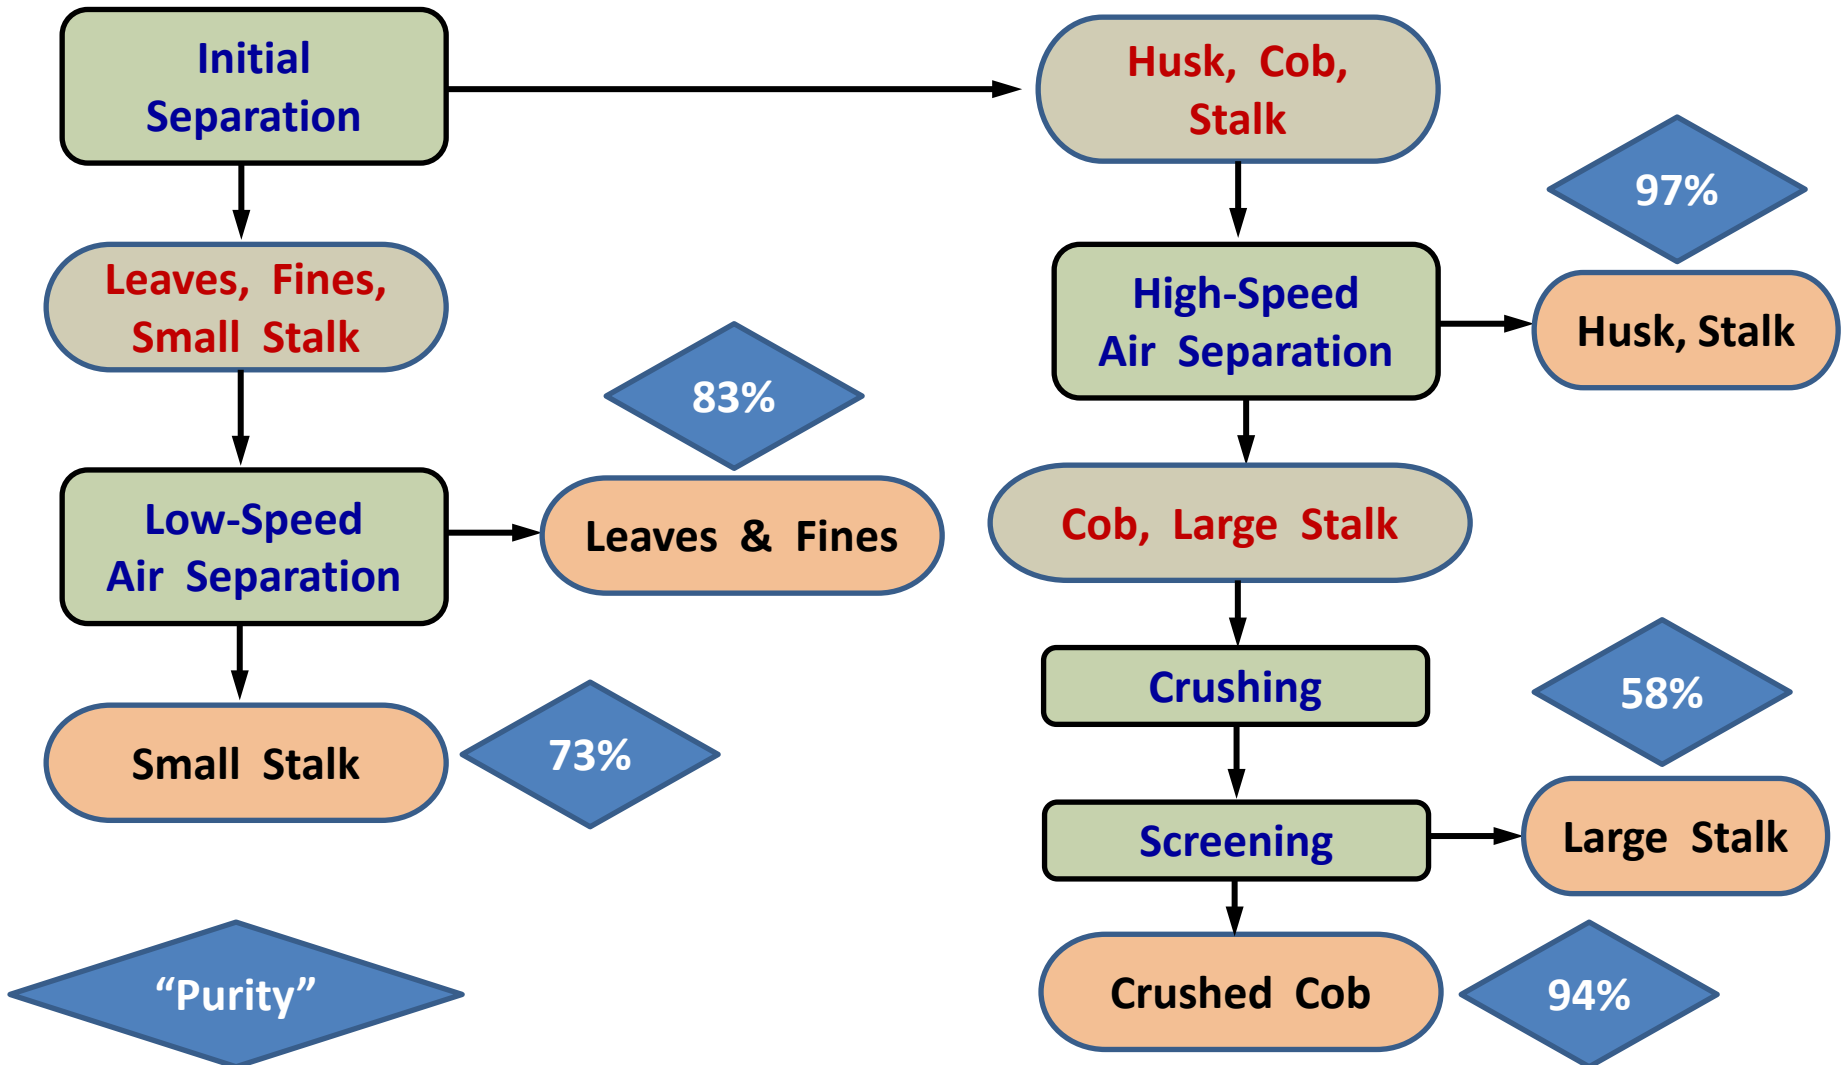 Initial
Separation
Husk, Cob,
Stalk
97%
Leaves, Fines,
Small Stalk
High-Speed
Air Separation
Husk, Stalk
83%
Low-Speed
Air Separation
Leaves & Fines
Cob, Large Stalk
Crushing
58%
Small Stalk
73%
Screening
Large Stalk
“Purity”
Crushed Cob
94%